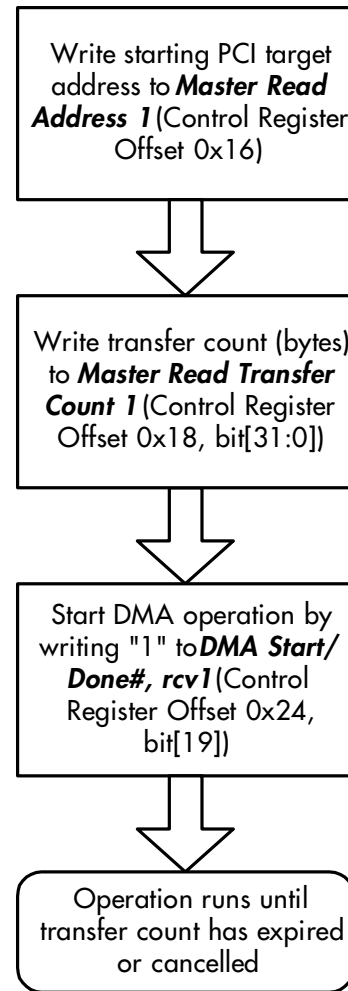 Write starting PCI target
address to Master Read
Address 1 (Control Register
Offset 0x16)
Write transfer count (bytes)
to Master Read Transfer
Count 1 (Control Register
Offset 0x18, bit[31:0])
Start DMA operation by
writing "1" to DMA Start/
Done#, rcv1 (Control
Register Offset 0x24,
bit[19])
Operation runs until
transfer count has expired
or cancelled